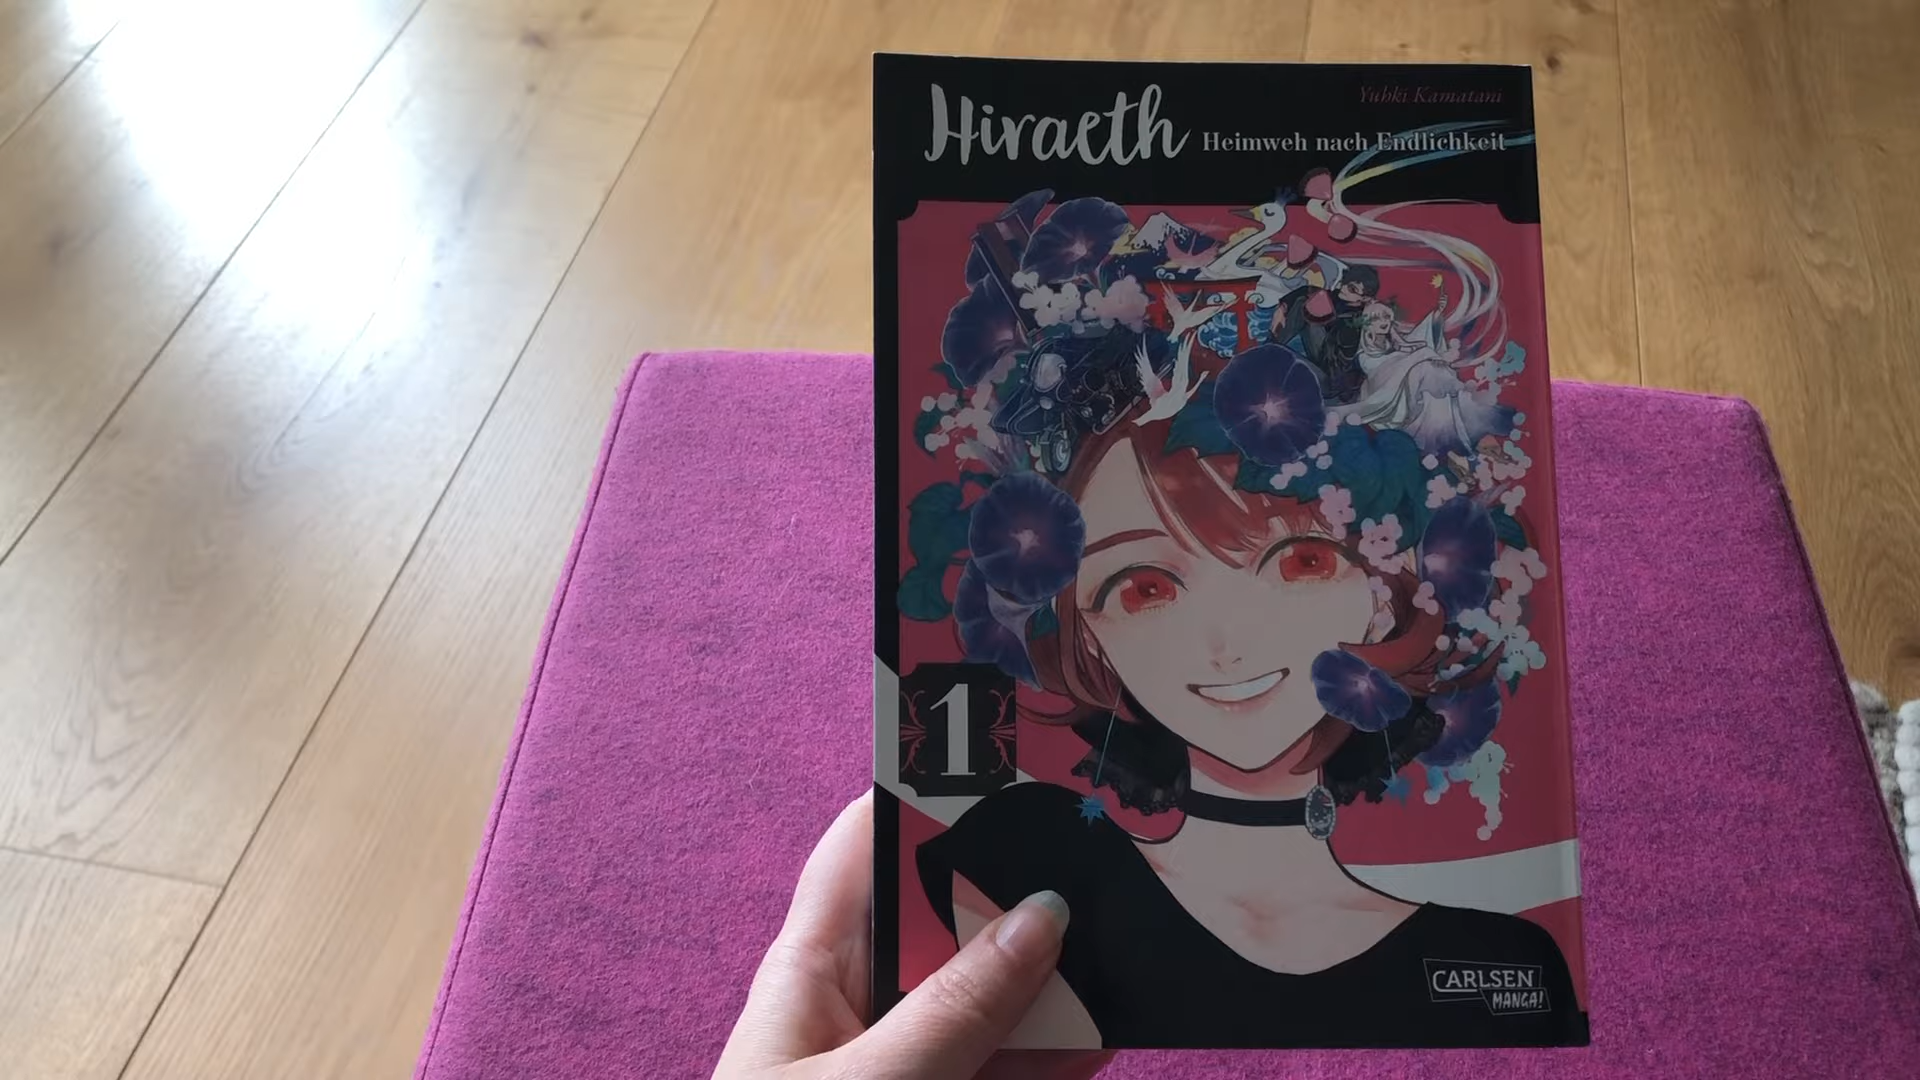 Yuhki Kamatani
Hiraeth
Heimweh nach Endlichkeit
1
CARLSEN
MANGA!